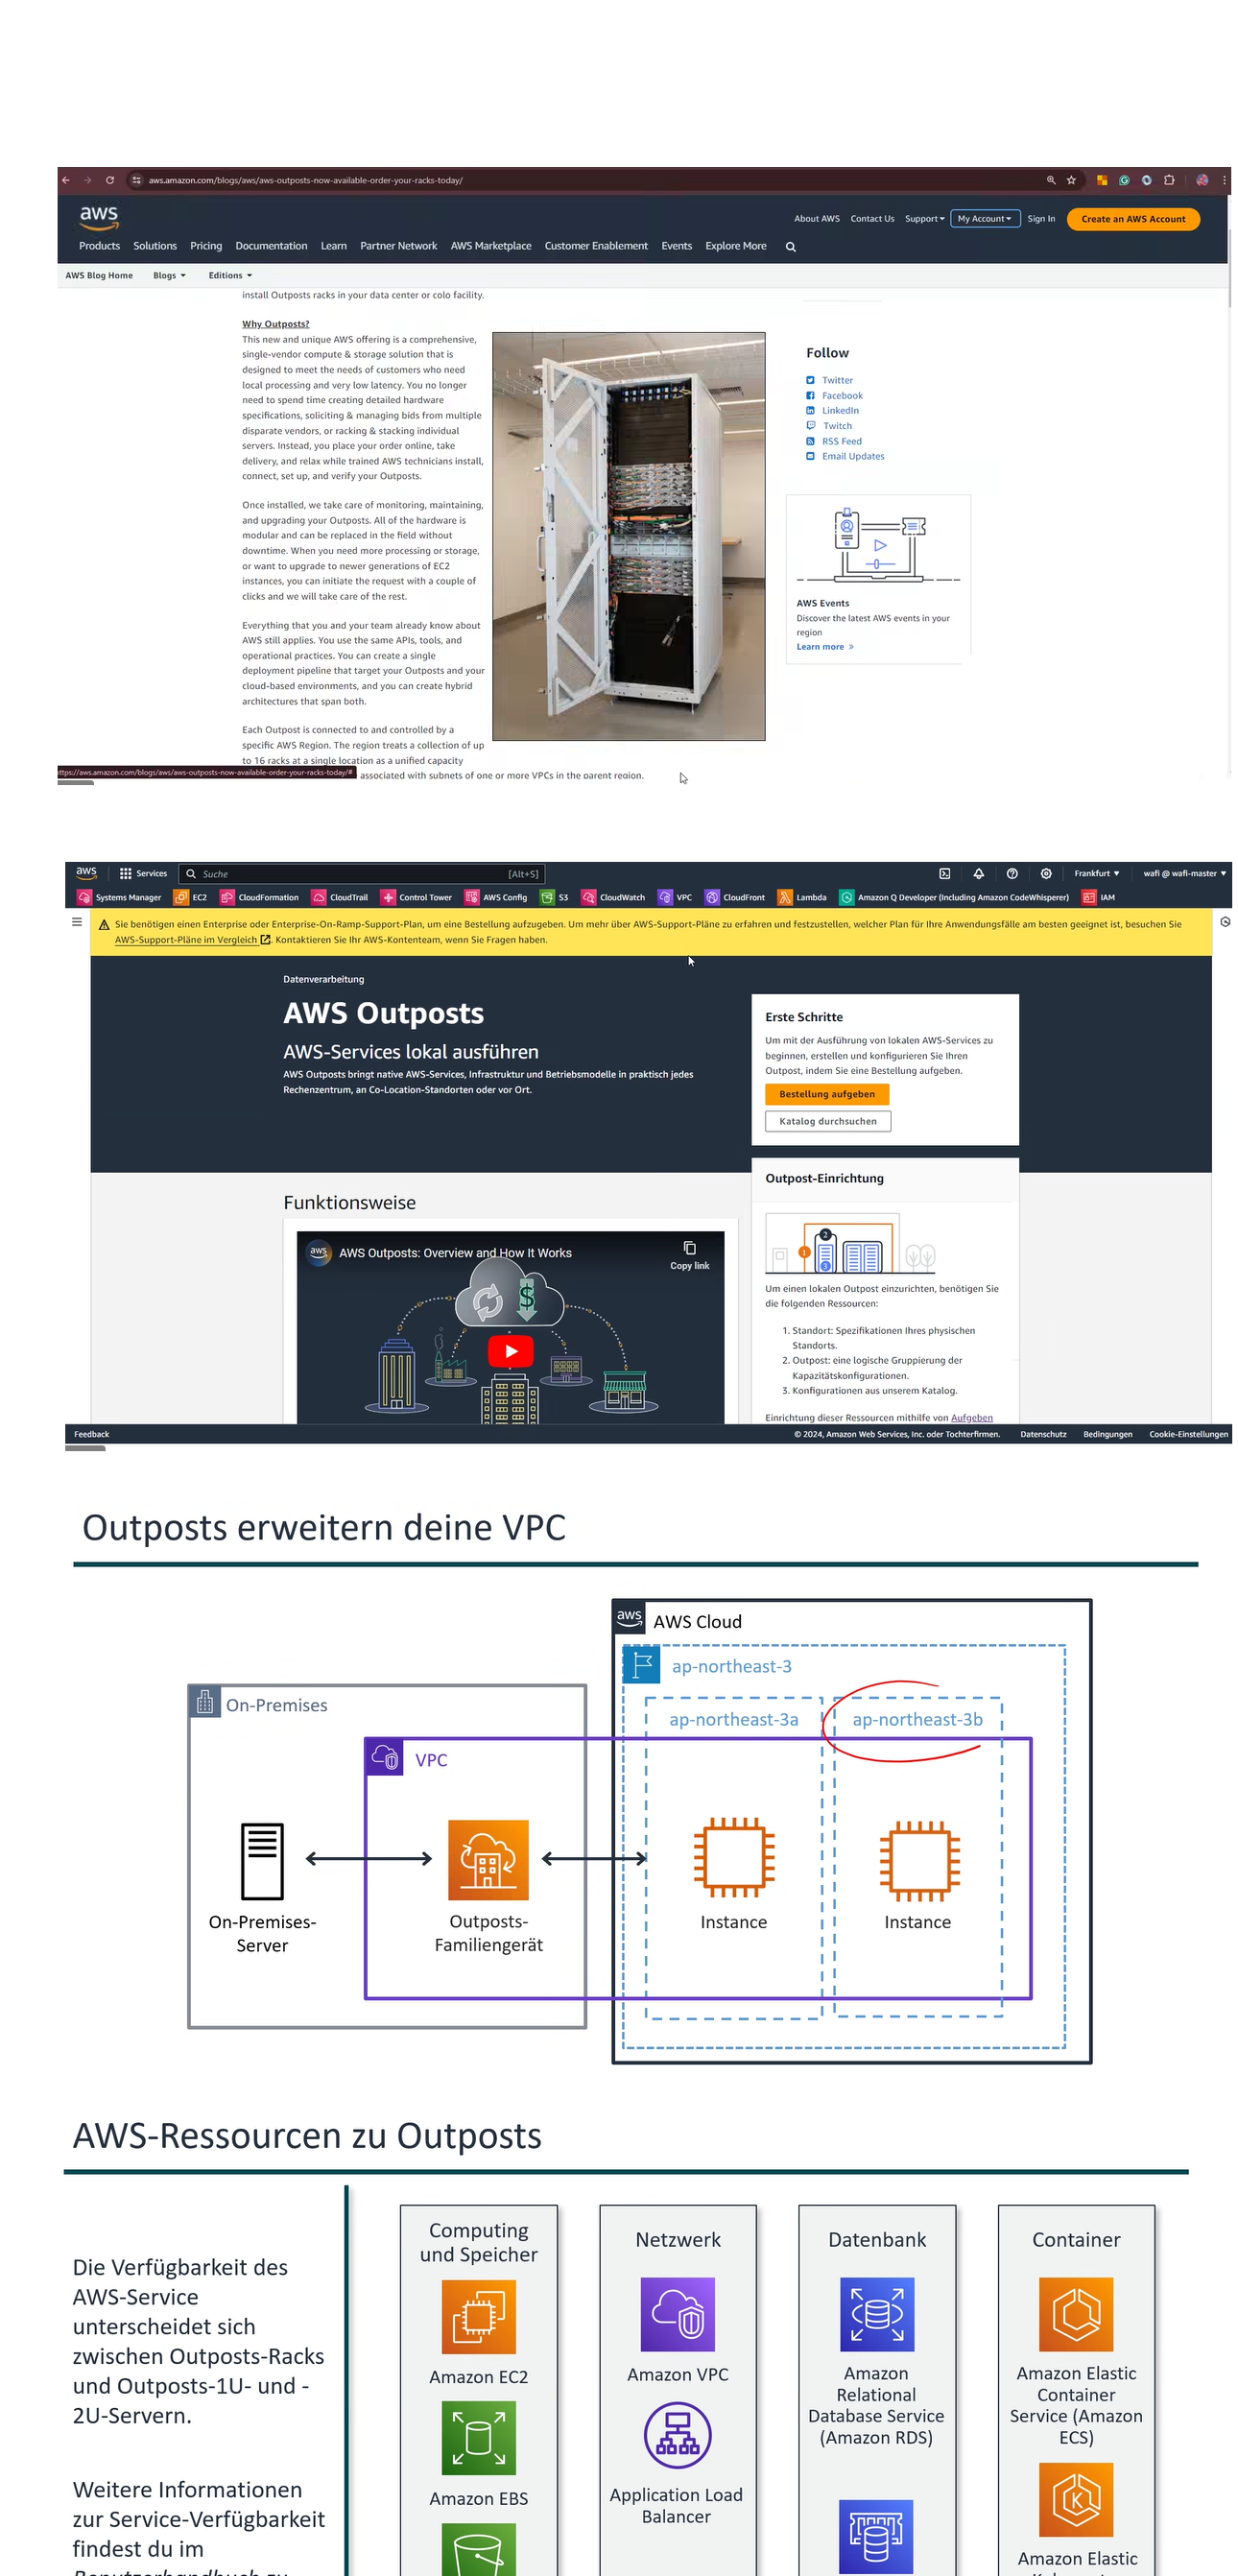 aws.amazon.com/blogs/aws/aws-outposts-now-available-order-your-racks-today/
aws
About AWS Contact Us Support My Account Sign In Create an AWS Account
Products Solutions Pricing Documentation Learn Partner Network AWS Marketplace Customer Enablement Events Explore More
AWS Blog Home Blogs Editions
install Outposts racks in your data center or colo facility.
Why Outposts?
This new and unique AWS offering is a comprehensive,
single-vendor compute & storage solution that is
designed to meet the needs of customers who need
local processing and very low latency. You no longer
need to spend time creating detailed hardware
specifications, soliciting & managing bids from multiple
disparate vendors, or racking & stacking individual
servers. Instead, you place your order online, take
delivery, and relax while trained AWS technicians install,
connect, set up, and verify your Outposts.
Once installed, we take care of monitoring, maintaining,
and upgrading your Outposts. All of the hardware is
modular and can be replaced in the field without
downtime. When you need more processing or storage,
or want to upgrade to newer generations of EC2
instances, you can initiate the request with a couple of
clicks and we will take care of the rest.
Everything that you and your team already know about
AWS still applies. You use the same APIs, tools, and
operational practices. You can create a single
deployment pipeline that target your Outposts and your
cloud-based environments, and you can create hybrid
architectures that span both.
Each Outpost is connected to and controlled by a
specific AWS Region. The region treats a collection of up
to 16 racks at a single location as a unified capacity
associated with subnets of one or more VPCs in the parent region.
https://aws.amazon.com/blogs/aws/aws-outposts-now-available-order-your-racks-today/#
Follow
Twitter
Facebook
LinkedIn
Twitch
RSS Feed
Email Updates
AWS Events
Discover the latest AWS events in your
region
Learn more »
aws Services Suche [Alt+S] Frankfurt wafi @ wafi-master
Systems Manager EC2 CloudFormation CloudTrail Control Tower AWS Config S3 CloudWatch VPC CloudFront Lambda Amazon Q Developer (Including Amazon CodeWhisperer) IAM
Sie benötigen einen Enterprise oder Enterprise-On-Ramp-Support-Plan, um eine Bestellung aufzugeben. Um mehr über AWS-Support-Pläne zu erfahren und festzustellen, welcher Plan für Ihre Anwendungsfälle am besten geeignet ist, besuchen Sie
AWS-Support-Pläne im Vergleich. Kontaktieren Sie Ihr AWS-Kontenteam, wenn Sie Fragen haben.
Datenverarbeitung
AWS Outposts
AWS-Services lokal ausführen
AWS Outposts bringt native AWS-Services, Infrastruktur und Betriebsmodelle in praktisch jedes
Rechenzentrum, an Co-Location-Standorten oder vor Ort.
Erste Schritte
Um mit der Ausführung von lokalen AWS-Services zu
beginnen, erstellen und konfigurieren Sie Ihren
Outpost, indem Sie eine Bestellung aufgeben.
Bestellung aufgeben
Katalog durchsuchen
Funktionsweise
aws AWS Outposts: Overview and How It Works
Copy link
Outpost-Einrichtung
1 2 3
Um einen lokalen Outpost einzurichten, benötigen Sie
die folgenden Ressourcen:
1. Standort: Spezifikationen Ihres physischen
Standorts.
2. Outpost: eine logische Gruppierung der
Kapazitätskonfigurationen.
3. Konfigurationen aus unserem Katalog.
Einrichtung dieser Ressourcen mithilfe von Aufgeben
Feedback © 2024, Amazon Web Services, Inc. oder Tochterfirmen. Datenschutz Bedingungen Cookie-Einstellungen
Outposts erweitern deine VPC
aws AWS Cloud
ap-northeast-3
On-Premises
ap-northeast-3a ap-northeast-3b
VPC
On-Premises-
Server
Outposts-
Familiengerät
Instance Instance
AWS-Ressourcen zu Outposts
Die Verfügbarkeit des
AWS-Service
unterscheidet sich
zwischen Outposts-Racks
und Outposts-1U- und -
2U-Servern.
Weitere Informationen
zur Service-Verfügbarkeit
findest du im
Computing
und Speicher
Amazon EC2
Amazon EBS
Netzwerk
Amazon VPC
Application Load
Balancer
Datenbank
Amazon
Relational
Database Service
(Amazon RDS)
Container
Amazon Elastic
Container
Service (Amazon
ECS)
K
Amazon Elastic